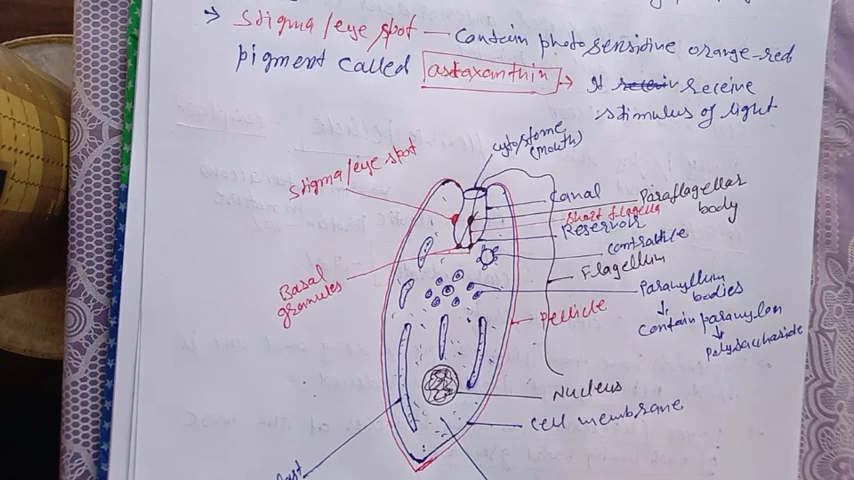 → Stigma/eye spot — Contain photosensitive orange-red
pigment called astaxanthin → It receive
stimulus of light
cytostome
(mouth)
Stigma/eye spot
Canal
Paraflagellar
body
Short flagella
Reservoir
contractile
Flagellum
Basal
granules
Paramyllum
bodies
↓
Contain paramylon
↓
Polysaccharide
Pellicle
Nucleus
Cell membrane